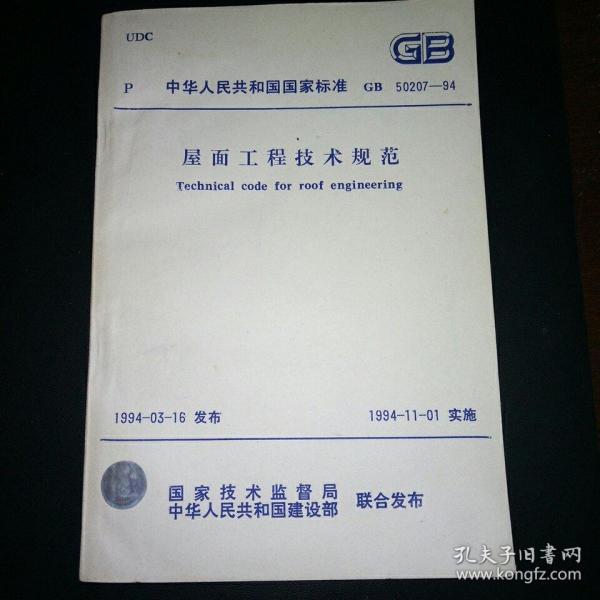 UDC
GB
P 中华人民共和国国家标准 GB 50207—94
屋面工程技术规范
Technical code for roof engineering
1994-03-16 发布 1994-11-01 实施
国家技术监督局
中华人民共和国建设部 联合发布
孔夫子旧书网
www.kongfz.com